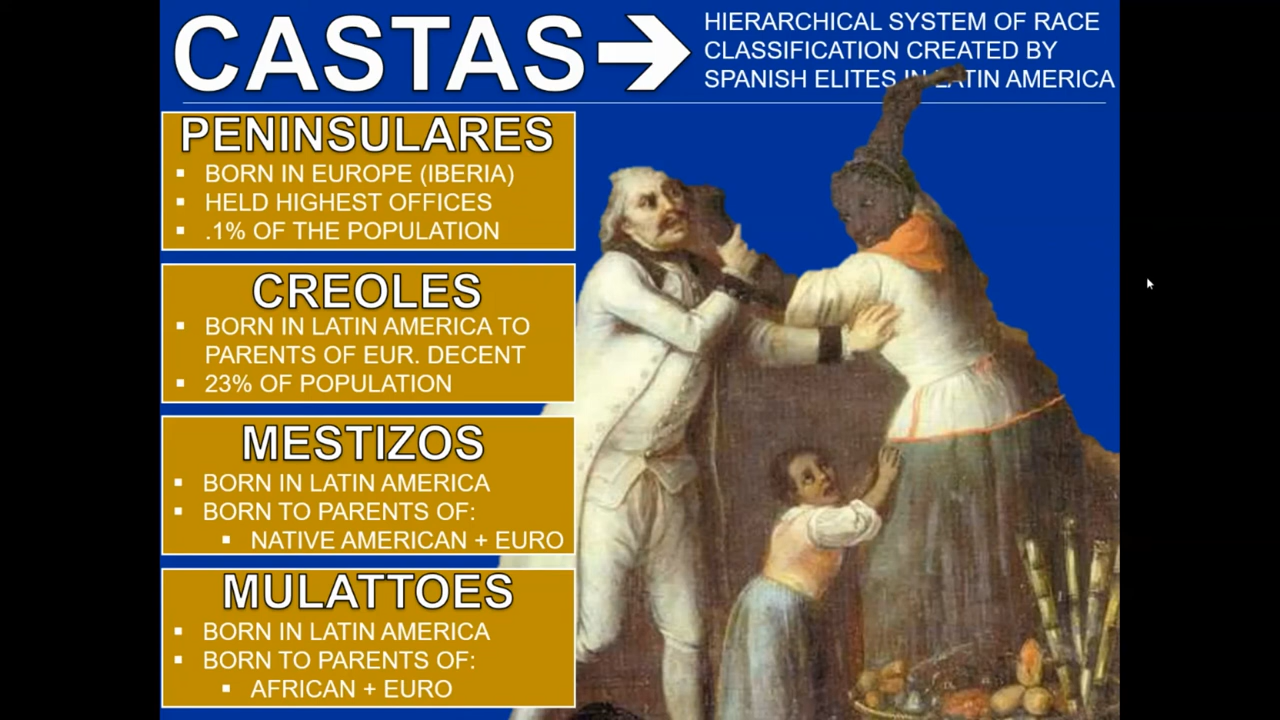 CASTAS→
HIERARCHICAL SYSTEM OF RACE
CLASSIFICATION CREATED BY
SPANISH ELITES IN LATIN AMERICA
PENINSULARES
▪ BORN IN EUROPE (IBERIA)
▪ HELD HIGHEST OFFICES
▪ .1% OF THE POPULATION
CREOLES
▪ BORN IN LATIN AMERICA TO
PARENTS OF EUR. DECENT
▪ 23% OF POPULATION
MESTIZOS
▪ BORN IN LATIN AMERICA
▪ BORN TO PARENTS OF:
▪ NATIVE AMERICAN + EURO
MULATTOES
▪ BORN IN LATIN AMERICA
▪ BORN TO PARENTS OF:
▪ AFRICAN + EURO